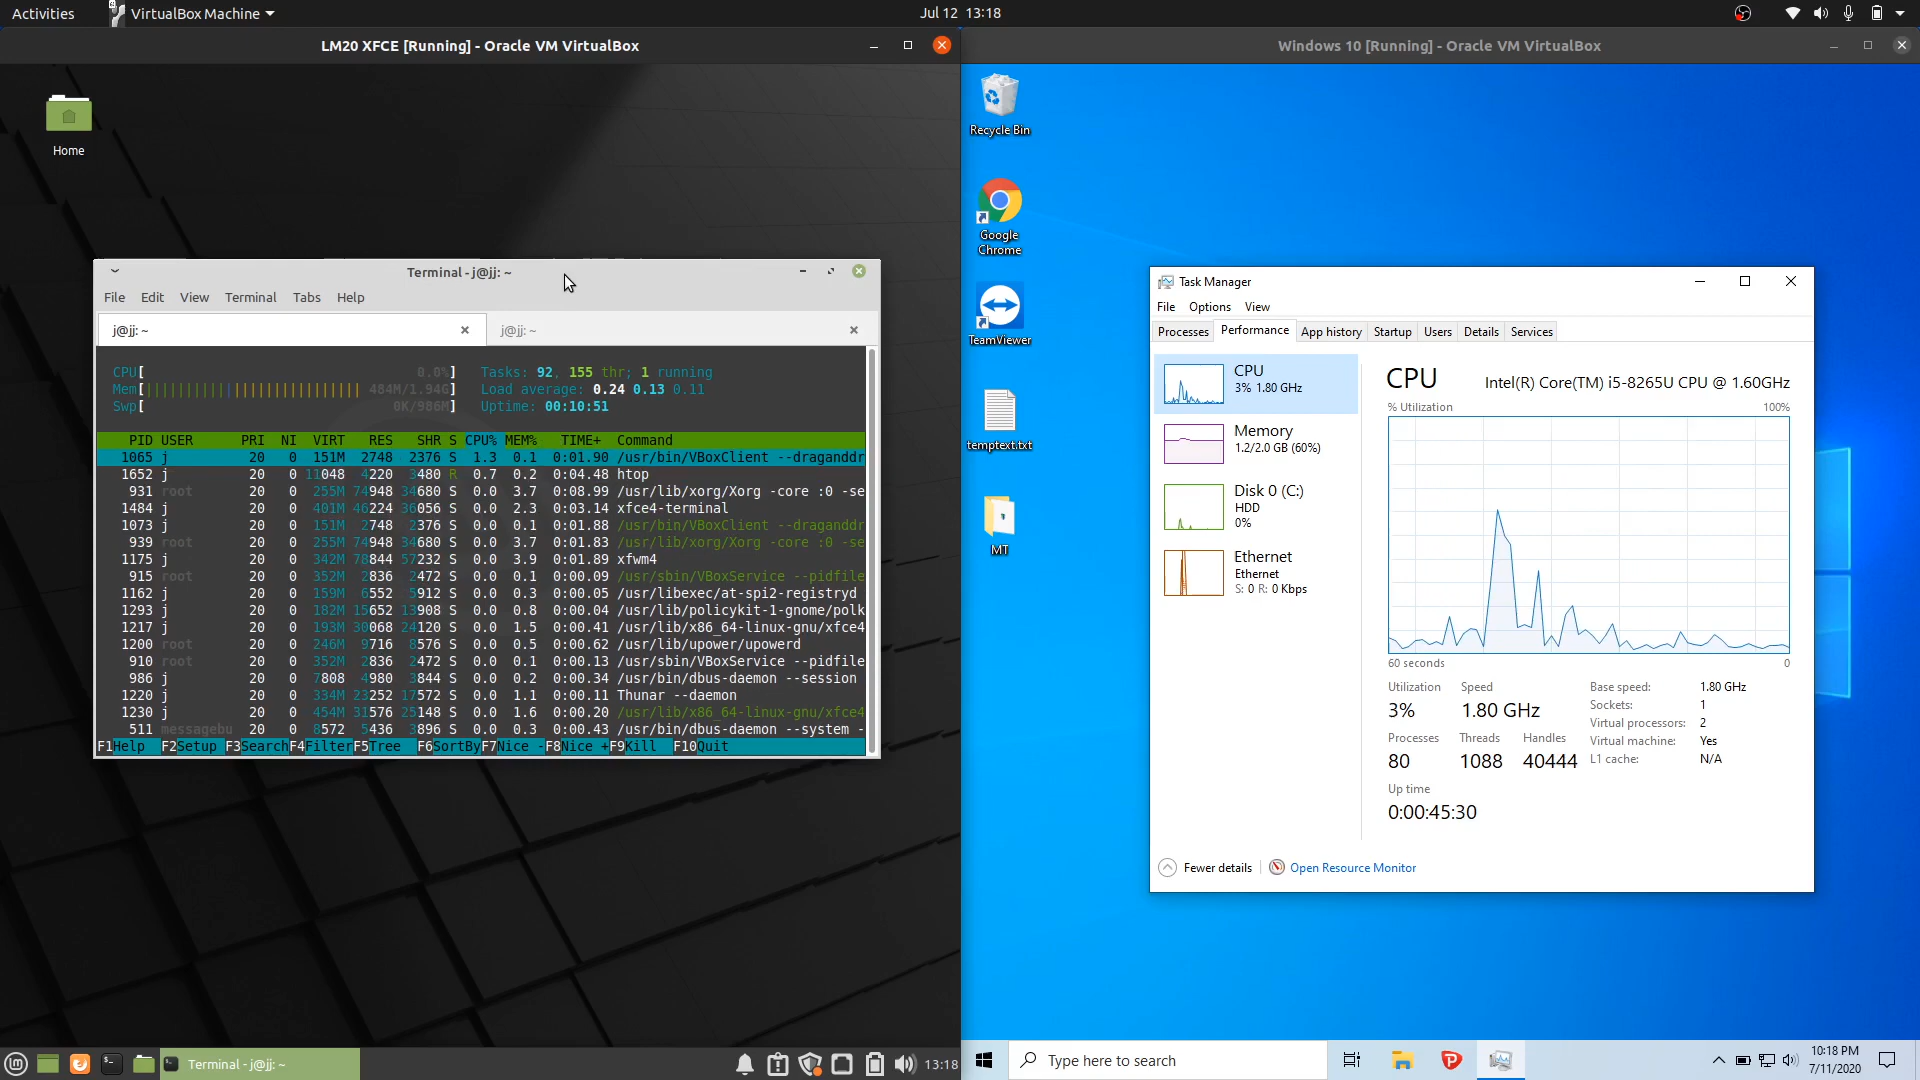 Activities
VirtualBox Machine
Jul 12 13:18
LM20 XFCE [Running] - Oracle VM VirtualBox
Home
Terminal - j@jj: ~
File Edit View Terminal Tabs Help
j@jj: ~
j@jj: ~
CPU[ 0.0%] Tasks: 92, 155 thr; 1 running
Mem[ 484M/1.94G] Load average: 0.24 0.13 0.11
Swp[ 0K/986M] Uptime: 00:10:51
PID USER PRI NI VIRT RES SHR S CPU% MEM% TIME+ Command
1065 j 20 0 151M 2748 2376 S 1.3 0.1 0:01.90 /usr/bin/VBoxClient --draganddr
1652 j 20 0 11048 4220 3480 R 0.7 0.2 0:04.48 htop
931 root 20 0 255M 74948 34680 S 0.0 3.7 0:08.99 /usr/lib/xorg/Xorg -core :0 -se
1484 j 20 0 401M 46224 36056 S 0.0 2.3 0:03.14 xfce4-terminal
1073 j 20 0 151M 2748 2376 S 0.0 0.1 0:01.88 /usr/bin/VBoxClient --draganddr
939 root 20 0 255M 74948 34680 S 0.0 3.7 0:01.83 /usr/lib/xorg/Xorg -core :0 -se
1175 j 20 0 342M 78844 57232 S 0.0 3.9 0:01.89 xfwm4
915 root 20 0 352M 2836 2472 S 0.0 0.1 0:00.09 /usr/sbin/VBoxService --pidfile
1162 j 20 0 159M 6552 5912 S 0.0 0.3 0:00.05 /usr/libexec/at-spi2-registryd
1293 j 20 0 182M 15652 13908 S 0.0 0.8 0:00.04 /usr/lib/policykit-1-gnome/polk
1217 j 20 0 193M 30068 24120 S 0.0 1.5 0:00.41 /usr/lib/x86_64-linux-gnu/xfce4
1200 root 20 0 246M 9716 8576 S 0.0 0.5 0:00.62 /usr/lib/upower/upowerd
910 root 20 0 352M 2836 2472 S 0.0 0.1 0:00.13 /usr/sbin/VBoxService --pidfile
986 j 20 0 7808 4980 3844 S 0.0 0.2 0:00.34 /usr/bin/dbus-daemon --session
1220 j 20 0 334M 23252 17572 S 0.0 1.1 0:00.11 Thunar --daemon
1230 j 20 0 454M 31576 25148 S 0.0 1.6 0:00.20 /usr/lib/x86_64-linux-gnu/xfce4
511 messagebu 20 0 8572 5436 3896 S 0.0 0.3 0:00.43 /usr/bin/dbus-daemon --system -
F1Help F2Setup F3SearchF4FilterF5Tree F6SortByF7Nice -F8Nice +F9Kill F10Quit
Terminal - j@jj: ~
13:18
Windows 10 [Running] - Oracle VM VirtualBox
Recycle Bin
Google
Chrome
TeamViewer
temptext.txt
MT
Task Manager
File Options View
Processes Performance App history Startup Users Details Services
CPU
3% 1.80 GHz
Memory
1.2/2.0 GB (60%)
Disk 0 (C:)
HDD
0%
Ethernet
Ethernet
S: 0 R: 0 Kbps
CPU Intel(R) Core(TM) i5-8265U CPU @ 1.60GHz
% Utilization 100%
60 seconds 0
Utilization Speed
3% 1.80 GHz
Processes Threads Handles
80 1088 40444
Up time
0:00:45:30
Base speed: 1.80 GHz
Sockets: 1
Virtual processors: 2
Virtual machine: Yes
L1 cache: N/A
Fewer details
Open Resource Monitor
Type here to search
10:18 PM
7/11/2020